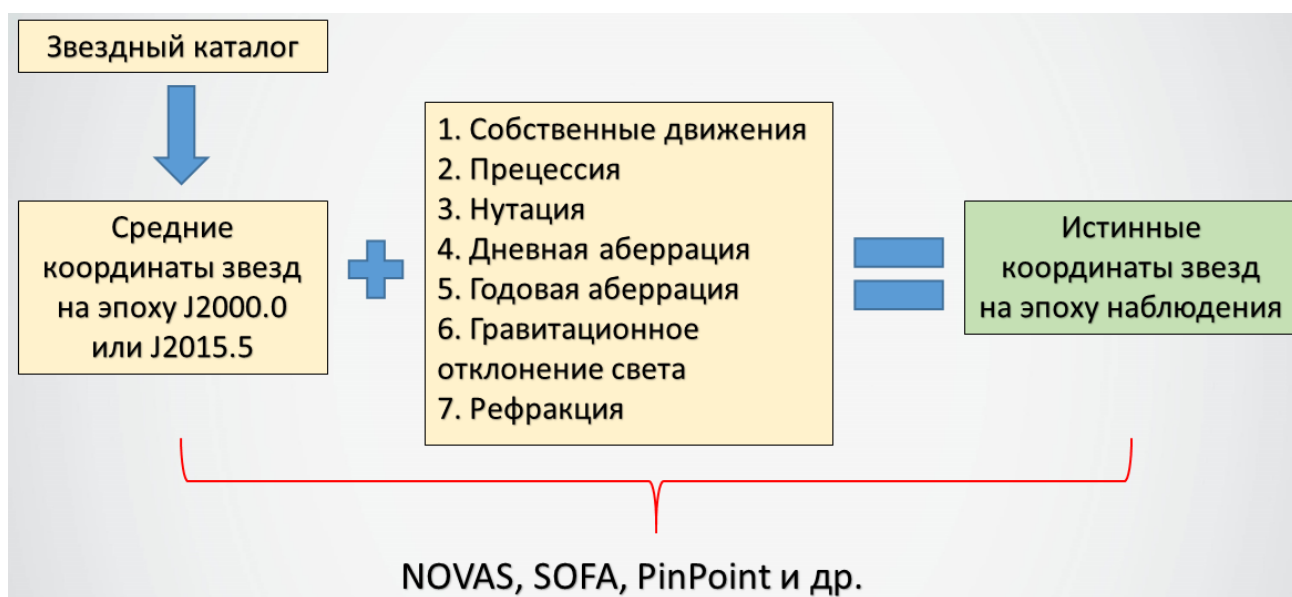 Звездный каталог
Средние
координаты звезд
на эпоху J2000.0
или J2015.5
1. Собственные движения
2. Прецессия
3. Нутация
4. Дневная аберрация
5. Годовая аберрация
6. Гравитационное
отклонение света
7. Рефракция
Истинные
координаты звезд
на эпоху наблюдения
NOVAS, SOFA, PinPoint и др.